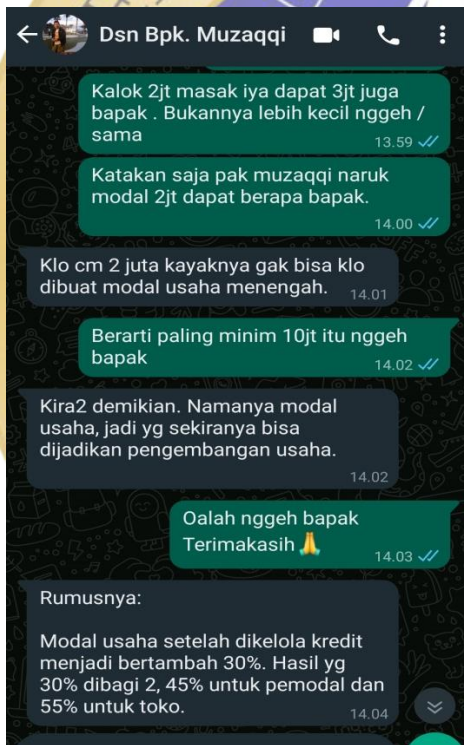 Dsn Bpk. Muzaqqi
Kalok 2jt masak iya dapat 3jt juga
bapak . Bukannya lebih kecil nggeh /
sama
13.59
Katakan saja pak muzaqqi naruk
modal 2jt dapat berapa bapak.
14.00
Klo cm 2 juta kayaknya gak bisa klo
dibuat modal usaha menengah.
14.01
Berarti paling minim 10jt itu nggeh
bapak
14.02
Kira2 demikian. Namanya modal
usaha, jadi yg sekiranya bisa
dijadikan pengembangan usaha.
14.02
Oalah nggeh bapak
Terimakasih 🙏
14.03
Rumusnya:
Modal usaha setelah dikelola kredit
menjadi bertambah 30%. Hasil yg
30% dibagi 2, 45% untuk pemodal dan
55% untuk toko.
14.04